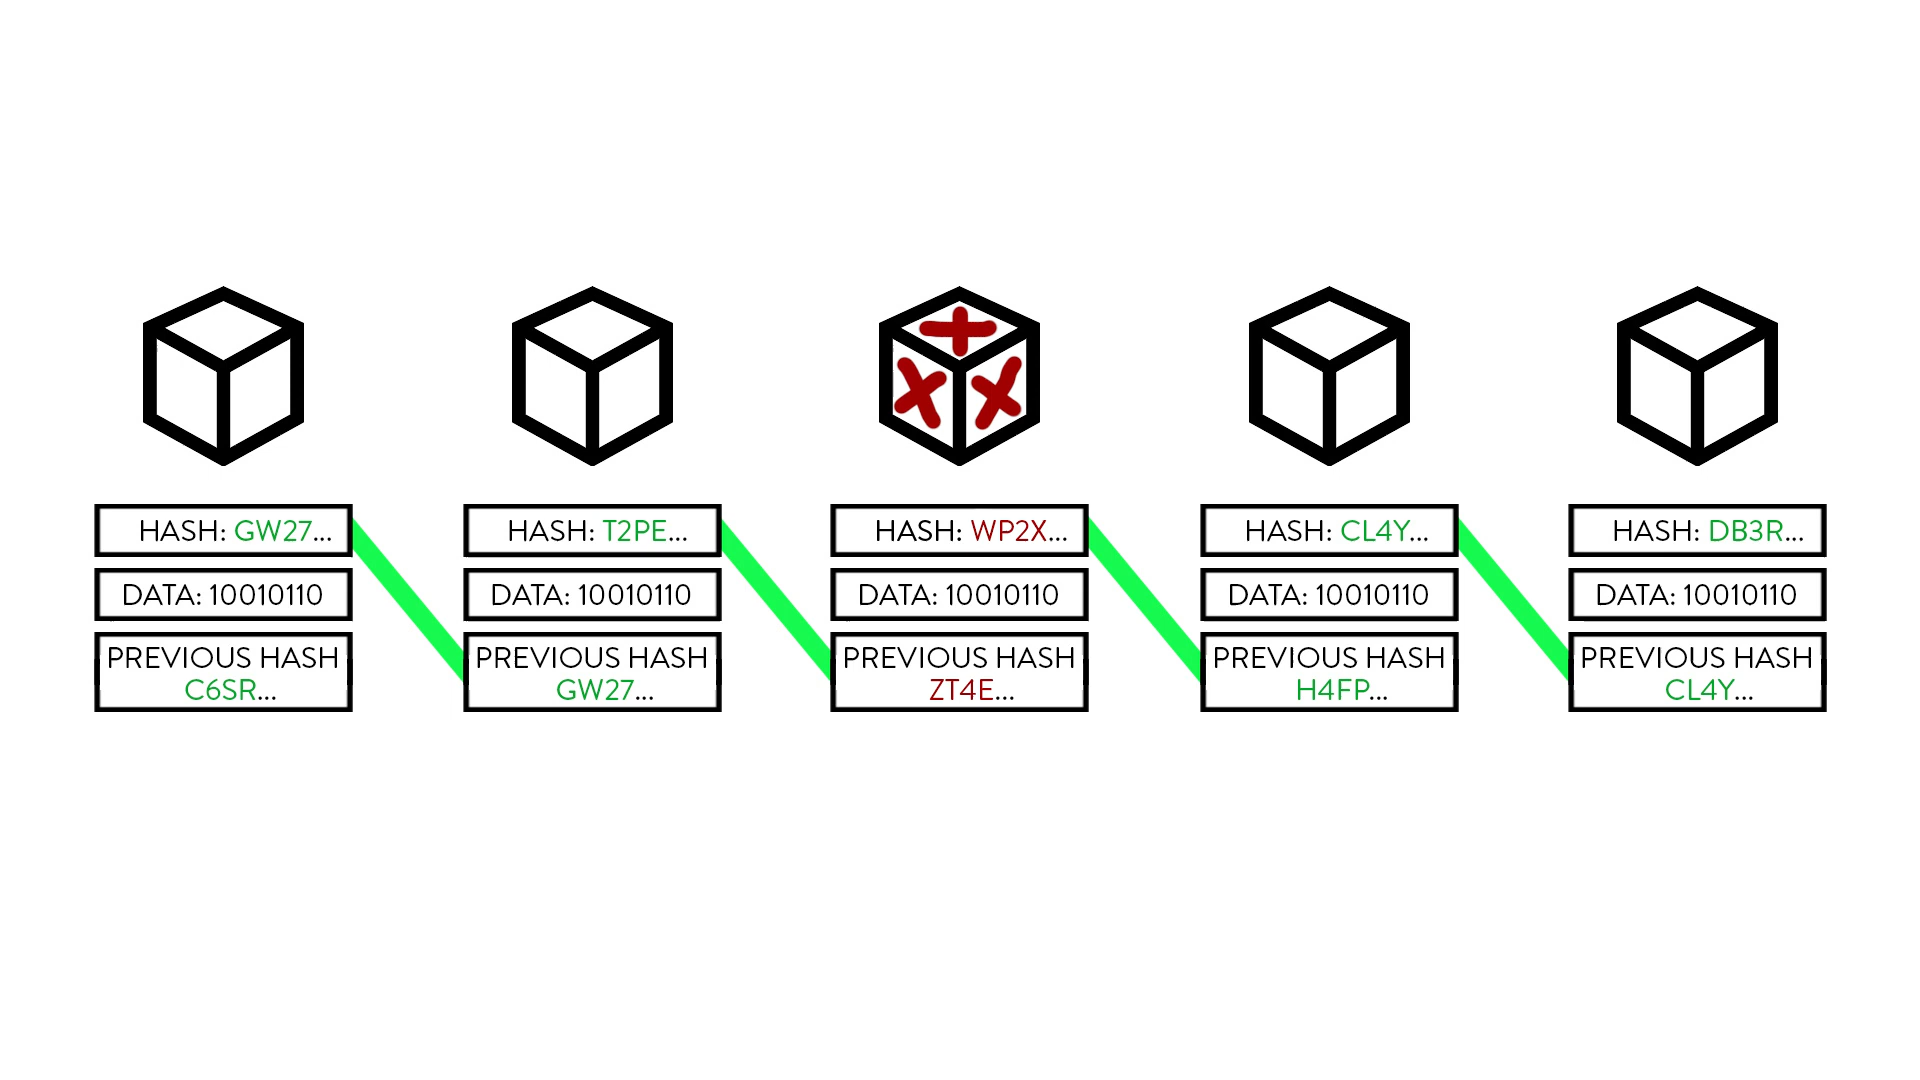 HASH: GW27...
DATA: 10010110
PREVIOUS HASH
C6SR...
HASH: T2PE...
DATA: 10010110
PREVIOUS HASH
GW27...
HASH: WP2X...
DATA: 10010110
PREVIOUS HASH
ZT4E...
HASH: CL4Y...
DATA: 10010110
PREVIOUS HASH
H4FP...
HASH: DB3R...
DATA: 10010110
PREVIOUS HASH
CL4Y...